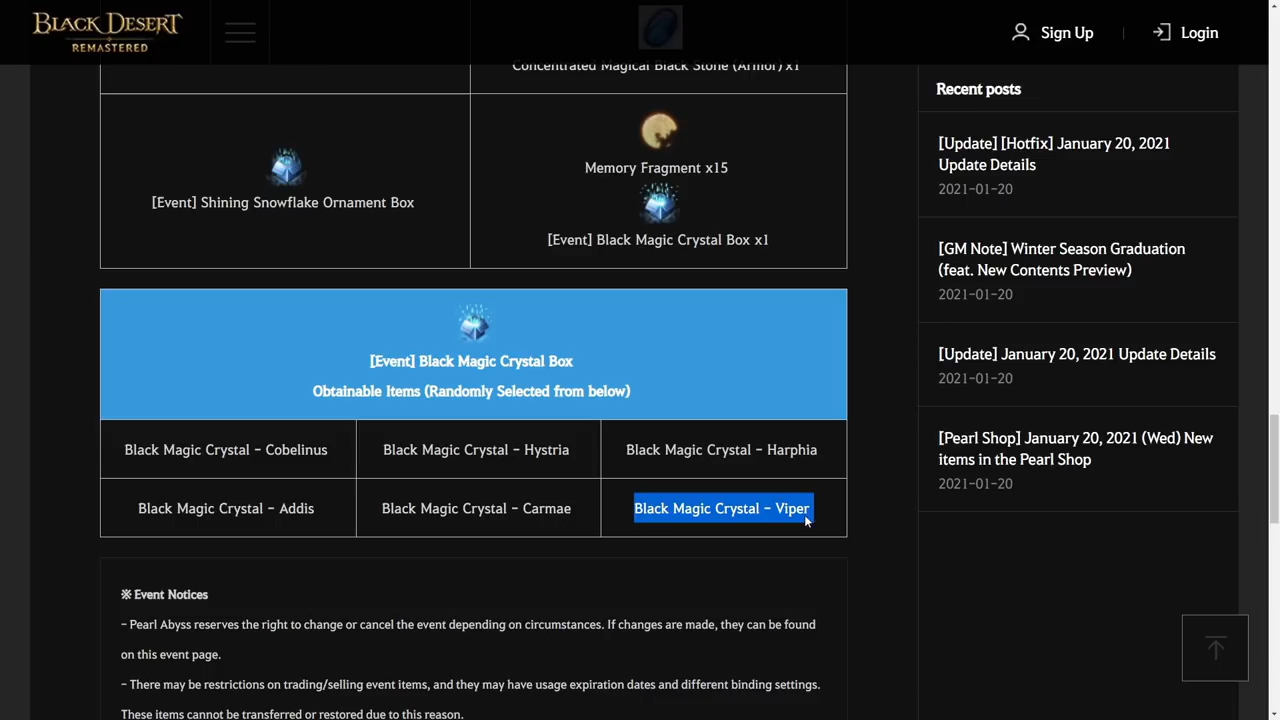 BLACK DESERT
REMASTERED
Sign Up
Login
Concentrated Magical Black Stone (Armor) x1
[Event] Shining Snowflake Ornament Box
Memory Fragment x15
[Event] Black Magic Crystal Box x1
[Event] Black Magic Crystal Box
Obtainable Items (Randomly Selected from below)
Black Magic Crystal - Cobelinus
Black Magic Crystal - Hystria
Black Magic Crystal - Harphia
Black Magic Crystal - Addis
Black Magic Crystal - Carmae
Black Magic Crystal - Viper
※ Event Notices
- Pearl Abyss reserves the right to change or cancel the event depending on circumstances. If changes are made, they can be found
on this event page.
- There may be restrictions on trading/selling event items, and they may have usage expiration dates and different binding settings.
These items cannot be transferred or restored due to this reason.
Recent posts
[Update] [Hotfix] January 20, 2021
Update Details
2021-01-20
[GM Note] Winter Season Graduation
(feat. New Contents Preview)
2021-01-20
[Update] January 20, 2021 Update Details
2021-01-20
[Pearl Shop] January 20, 2021 (Wed) New
items in the Pearl Shop
2021-01-20